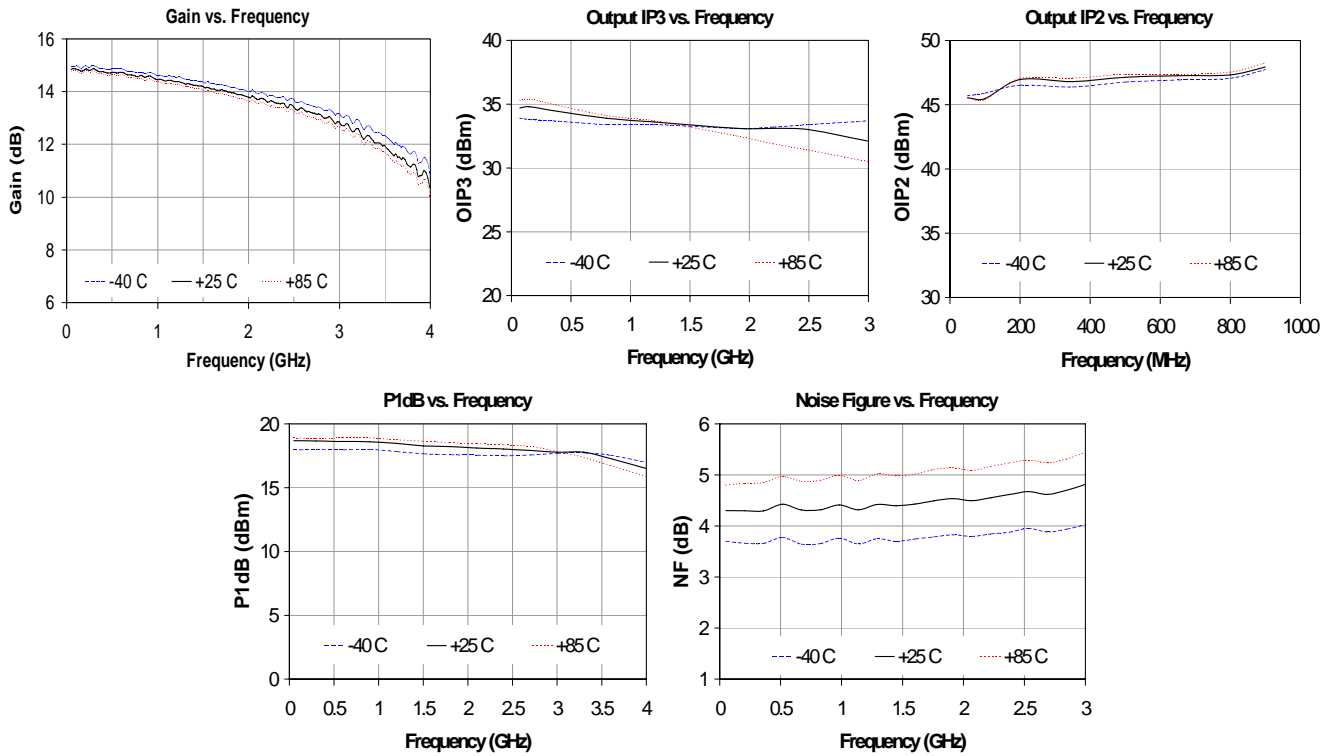 Gain vs. Frequency
16
14
12
10
8
6
Gain (dB)
-40 C +25 C +85 C
0 1 2 3 4
Frequency (GHz)
Output IP3 vs. Frequency
40
35
30
25
20
OIP3 (dBm)
-40 C +25 C +85 C
0 0.5 1 1.5 2 2.5 3
Frequency (GHz)
Output IP2 vs. Frequency
50
45
40
35
30
OIP2 (dBm)
-40 C +25 C +85 C
0 200 400 600 800 1000
Frequency (MHz)
P1dB vs. Frequency
20
15
10
5
0
P1dB (dBm)
-40 C +25 C +85 C
0 0.5 1 1.5 2 2.5 3 3.5 4
Frequency (GHz)
Noise Figure vs. Frequency
6
5
4
3
2
1
NF (dB)
-40 C +25 C +85 C
0 0.5 1 1.5 2 2.5 3
Frequency (GHz)